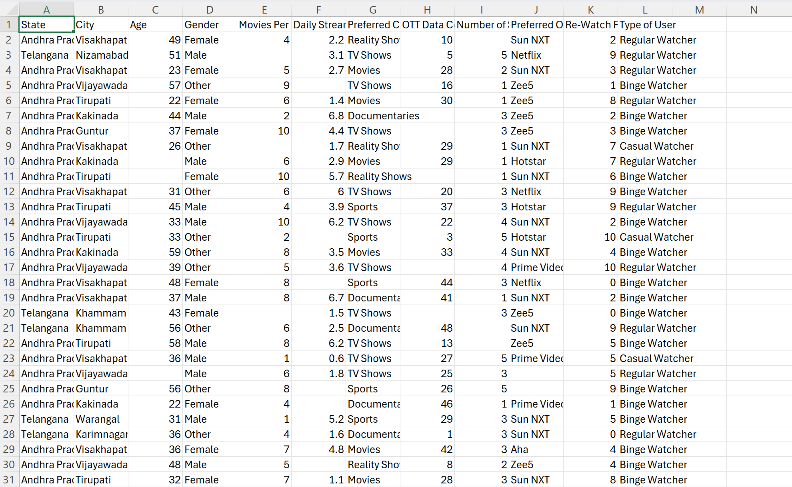 A B C D E F G H I J K L M N
1 State City Age Gender Movies Per Daily Strear Preferred C OTT Data C Number of Preferred O Re-Watch F Type of User
2 Andhra Prac Visakhapat 49 Female 4 2.2 Reality Sho 10 Sun NXT 2 Regular Watcher
3 Telangana Nizamabad 51 Male 3.1 TV Shows 5 5 Netflix 9 Regular Watcher
4 Andhra Prac Visakhapat 23 Female 5 2.7 Movies 28 2 Sun NXT 3 Regular Watcher
5 Andhra Prac Vijayawada 57 Other 9 TV Shows 16 1 Zee5 1 Binge Watcher
6 Andhra Prac Tirupati 22 Female 6 1.4 Movies 30 1 Zee5 8 Regular Watcher
7 Andhra Prac Kakinada 44 Male 2 6.8 Documentaries 3 Zee5 2 Binge Watcher
8 Andhra Prac Guntur 37 Female 10 4.4 TV Shows 3 Zee5 3 Binge Watcher
9 Andhra Prac Visakhapat 26 Other 1.7 Reality Sho 29 1 Sun NXT 7 Casual Watcher
10 Andhra Prac Kakinada Male 6 2.9 Movies 29 1 Hotstar 7 Regular Watcher
11 Andhra Prac Tirupati Female 10 5.7 Reality Shows 1 Sun NXT 6 Binge Watcher
12 Andhra Prac Visakhapat 31 Other 6 6 TV Shows 20 3 Netflix 9 Regular Watcher
13 Andhra Prac Tirupati 45 Male 4 3.9 Sports 37 3 Hotstar 9 Regular Watcher
14 Andhra Prac Vijayawada 33 Male 10 6.2 TV Shows 22 4 Sun NXT 2 Binge Watcher
15 Andhra Prac Tirupati 33 Other 2 Sports 3 5 Hotstar 10 Casual Watcher
16 Andhra Prac Kakinada 59 Other 8 3.5 Movies 33 4 Sun NXT 4 Binge Watcher
17 Andhra Prac Vijayawada 39 Other 5 3.6 TV Shows 4 Prime Videc 10 Regular Watcher
18 Andhra Prac Visakhapat 48 Female 8 Sports 44 3 Netflix 0 Binge Watcher
19 Andhra Prac Visakhapat 37 Male 8 6.7 Documenta 41 1 Sun NXT 2 Binge Watcher
20 Telangana Khammam 43 Female 1.5 TV Shows 3 Zee5 0 Binge Watcher
21 Telangana Khammam 56 Other 6 2.5 Documenta 48 Sun NXT 9 Regular Watcher
22 Andhra Prac Tirupati 58 Male 8 6.2 TV Shows 13 Zee5 5 Binge Watcher
23 Andhra Prac Visakhapat 36 Male 1 0.6 TV Shows 27 5 Prime Videc 5 Casual Watcher
24 Andhra Prac Vijayawada Male 6 1.8 TV Shows 25 3 5 Regular Watcher
25 Andhra Prac Guntur 56 Other 8 Sports 26 5 9 Binge Watcher
26 Andhra Prac Kakinada 22 Female 4 Documenta 46 1 Prime Videc 1 Binge Watcher
27 Telangana Warangal 31 Male 1 5.2 Sports 29 3 Sun NXT 5 Binge Watcher
28 Telangana Karimnagar 36 Other 4 1.6 Documenta 1 3 Sun NXT 0 Regular Watcher
29 Andhra Prac Visakhapat 36 Female 7 4.8 Movies 42 3 Aha 4 Binge Watcher
30 Andhra Prac Vijayawada 48 Male 5 Reality Sho 8 2 Zee5 4 Binge Watcher
31 Andhra Prac Tirupati 32 Female 7 1.1 Movies 28 3 Sun NXT 8 Binge Watcher